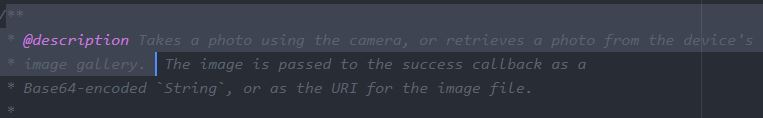 /**
* @description Takes a photo using the camera, or retrieves a photo from the device's
* image gallery. The image is passed to the success callback as a
* Base64-encoded `String`, or as the URI for the image file.
*